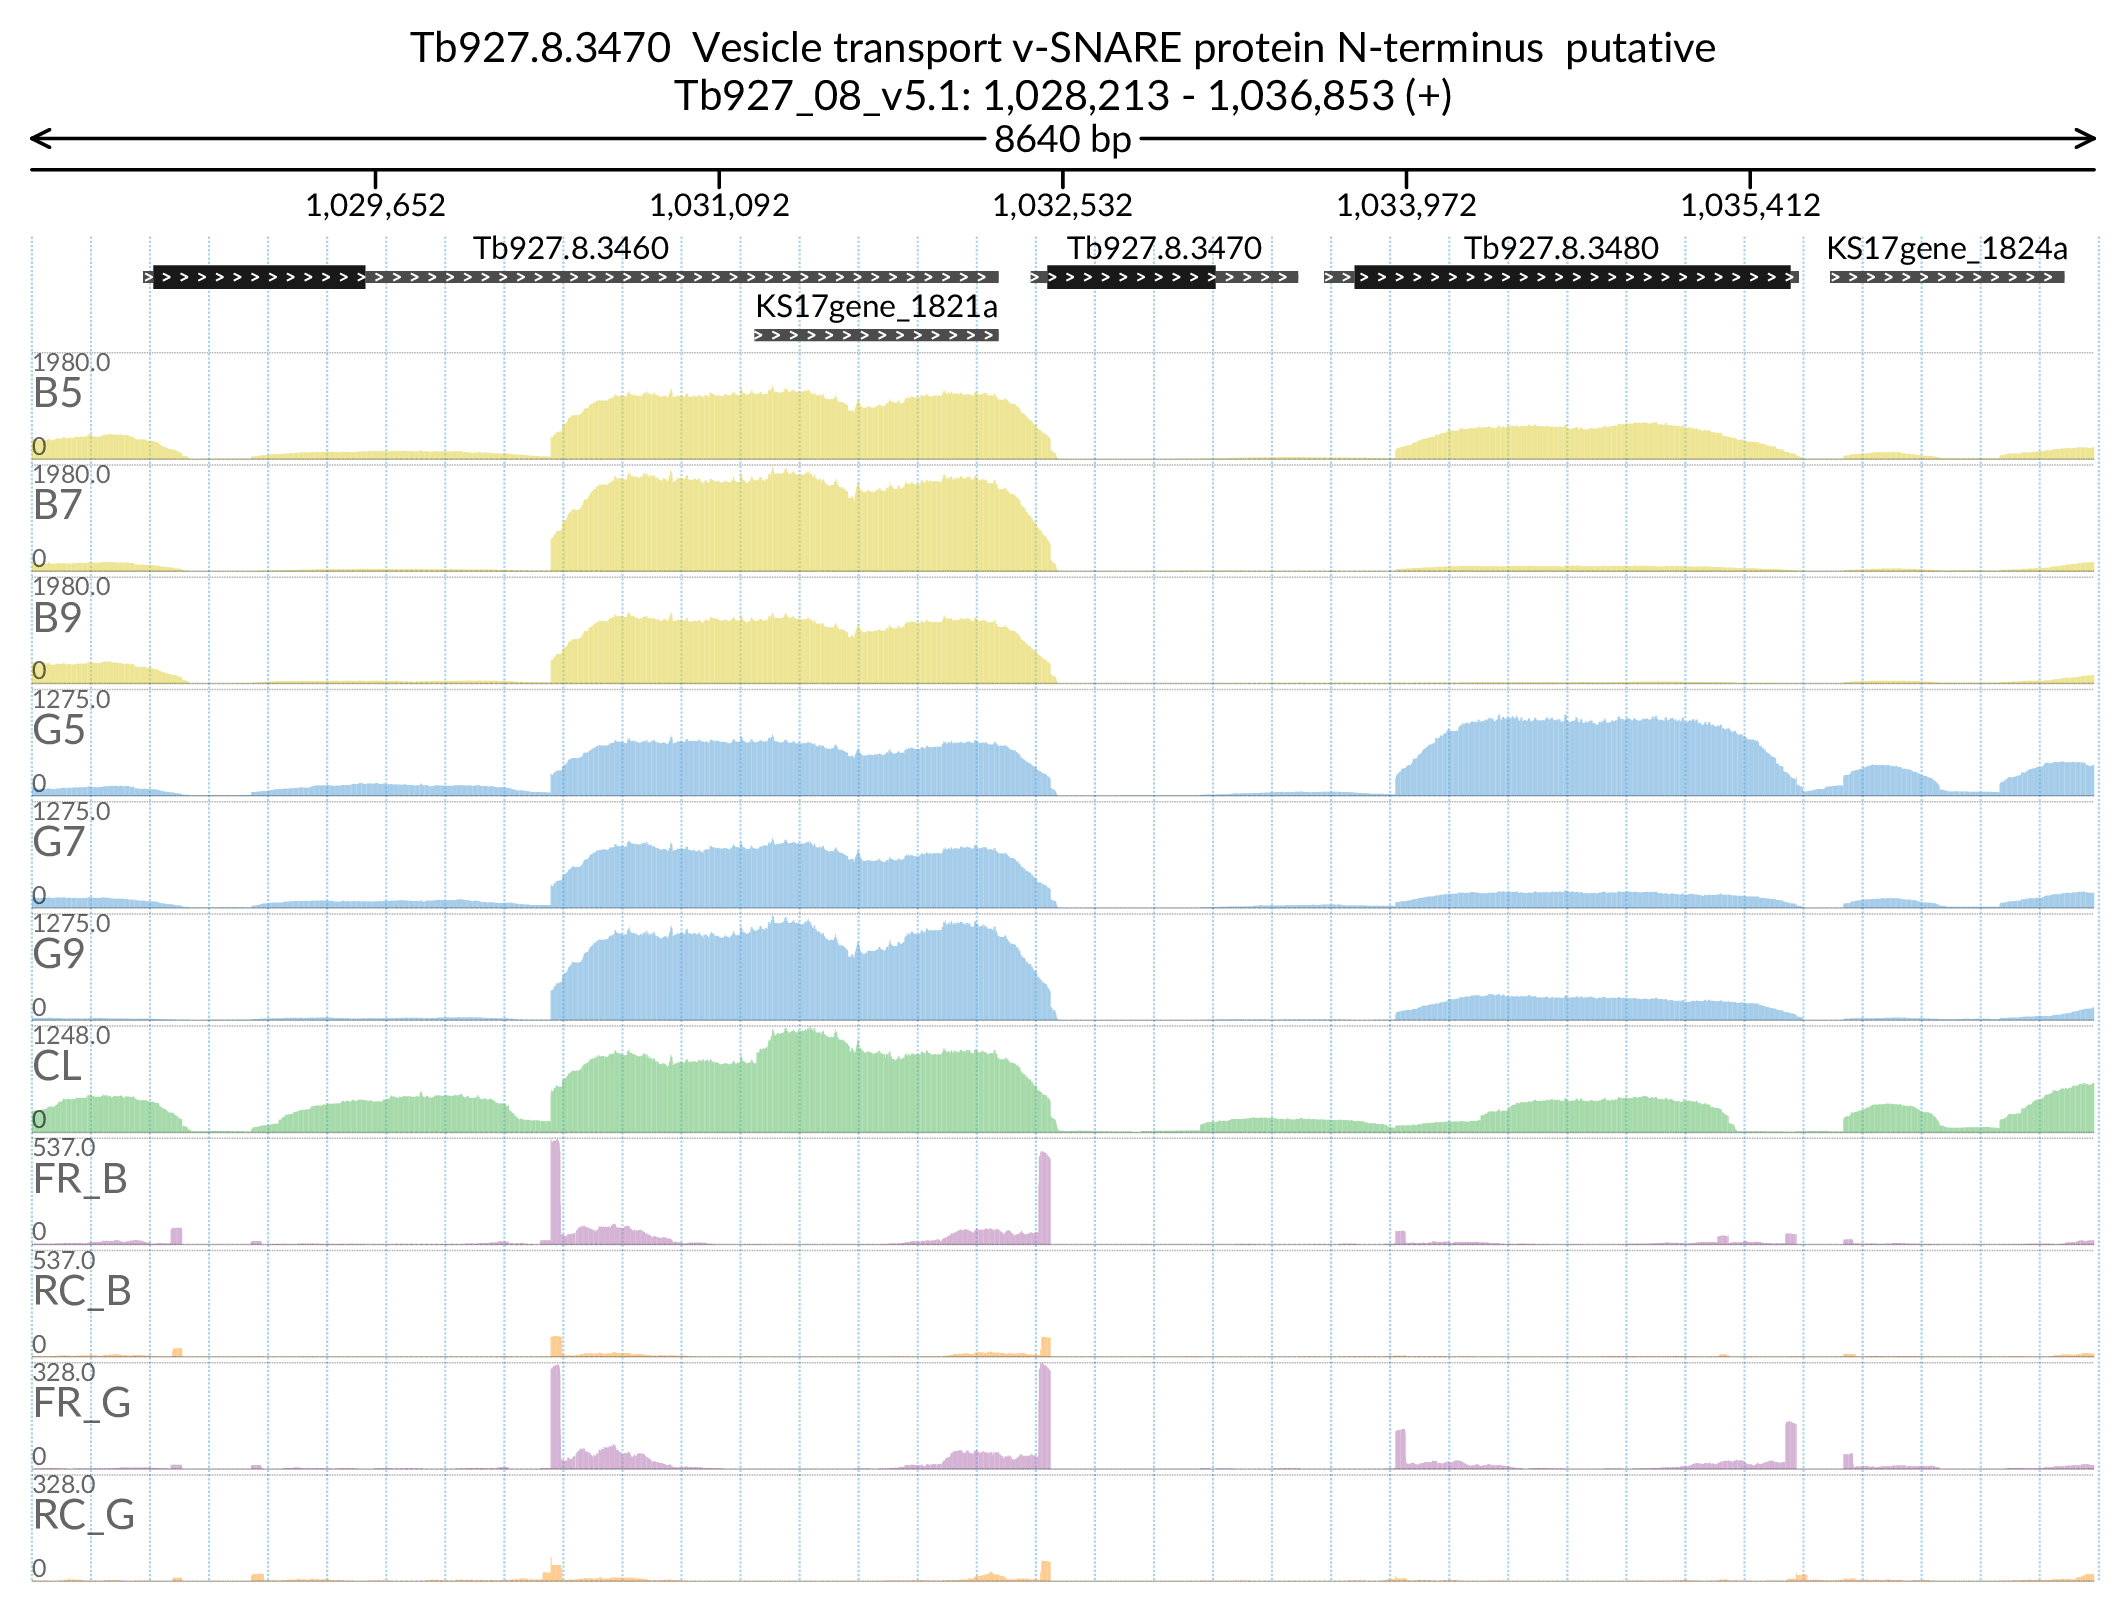 Tb927.8.3470  Vesicle transport v-SNARE protein N-terminus  putative
Tb927_08_v5.1: 1,028,213 - 1,036,853 (+)
8640 bp
1,029,652 1,031,092 1,032,532 1,033,972 1,035,412
Tb927.8.3460 Tb927.8.3470 Tb927.8.3480 KS17gene_1824a
KS17gene_1821a
1980.0
B5
0
1980.0
B7
0
1980.0
B9
0
1275.0
G5
0
1275.0
G7
0
1275.0
G9
0
1248.0
CL
0
537.0
FR_B
0
537.0
RC_B
0
328.0
FR_G
0
328.0
RC_G
0